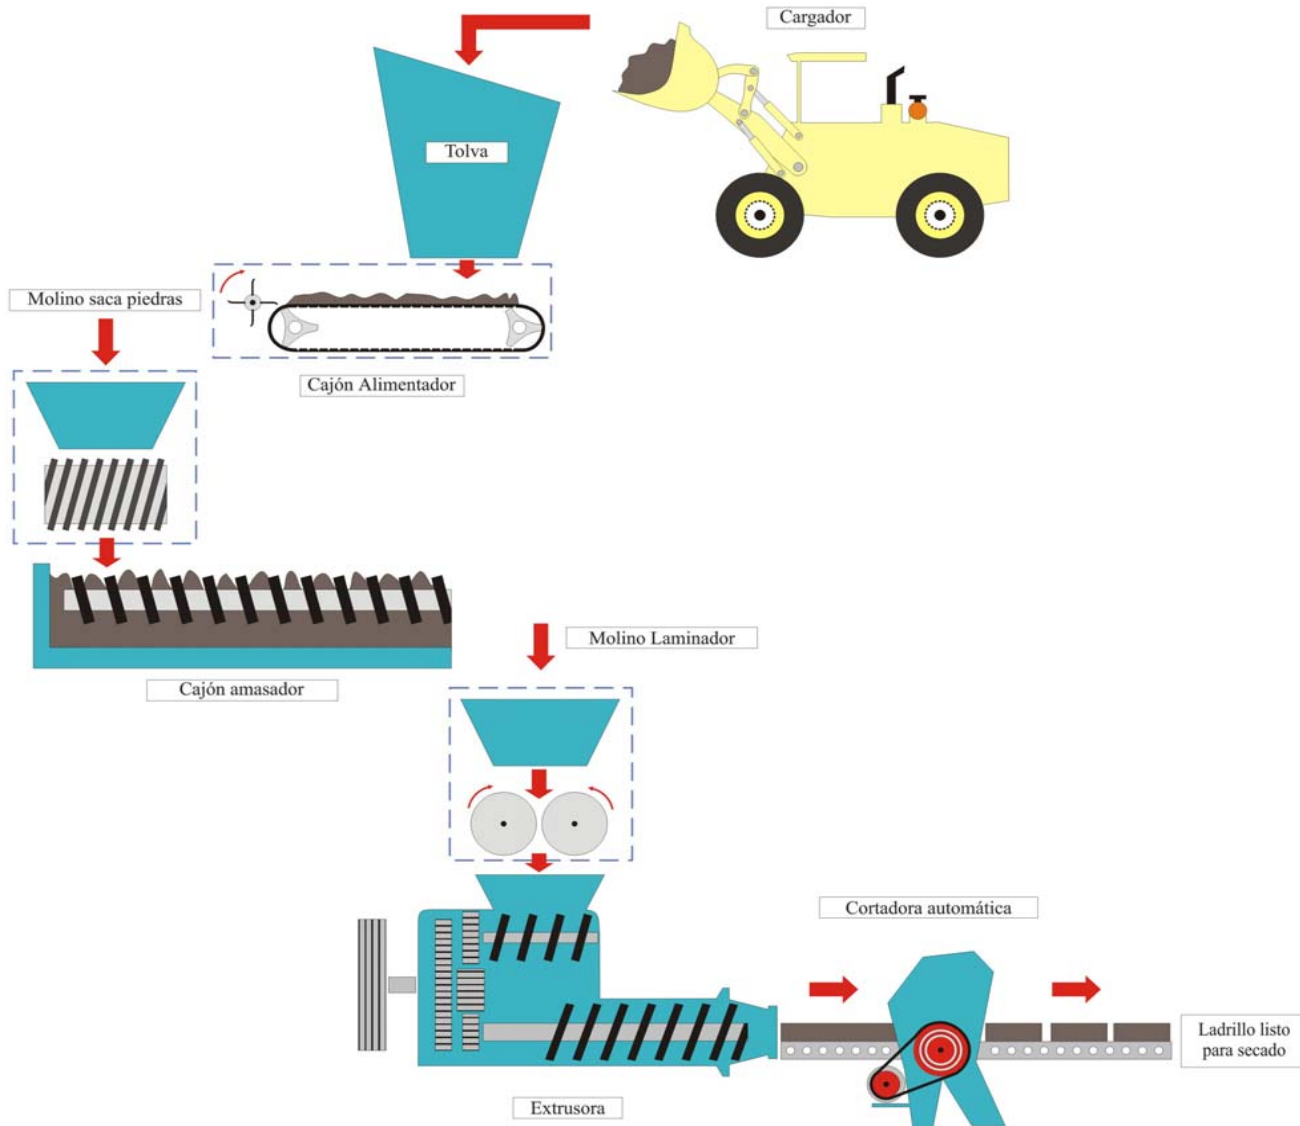 Cargador
Tolva
Molino saca piedras
Cajón Alimentador
Molino Laminador
Cajón amasador
Cortadora automática
Ladrillo listo
para secado
Extrusora